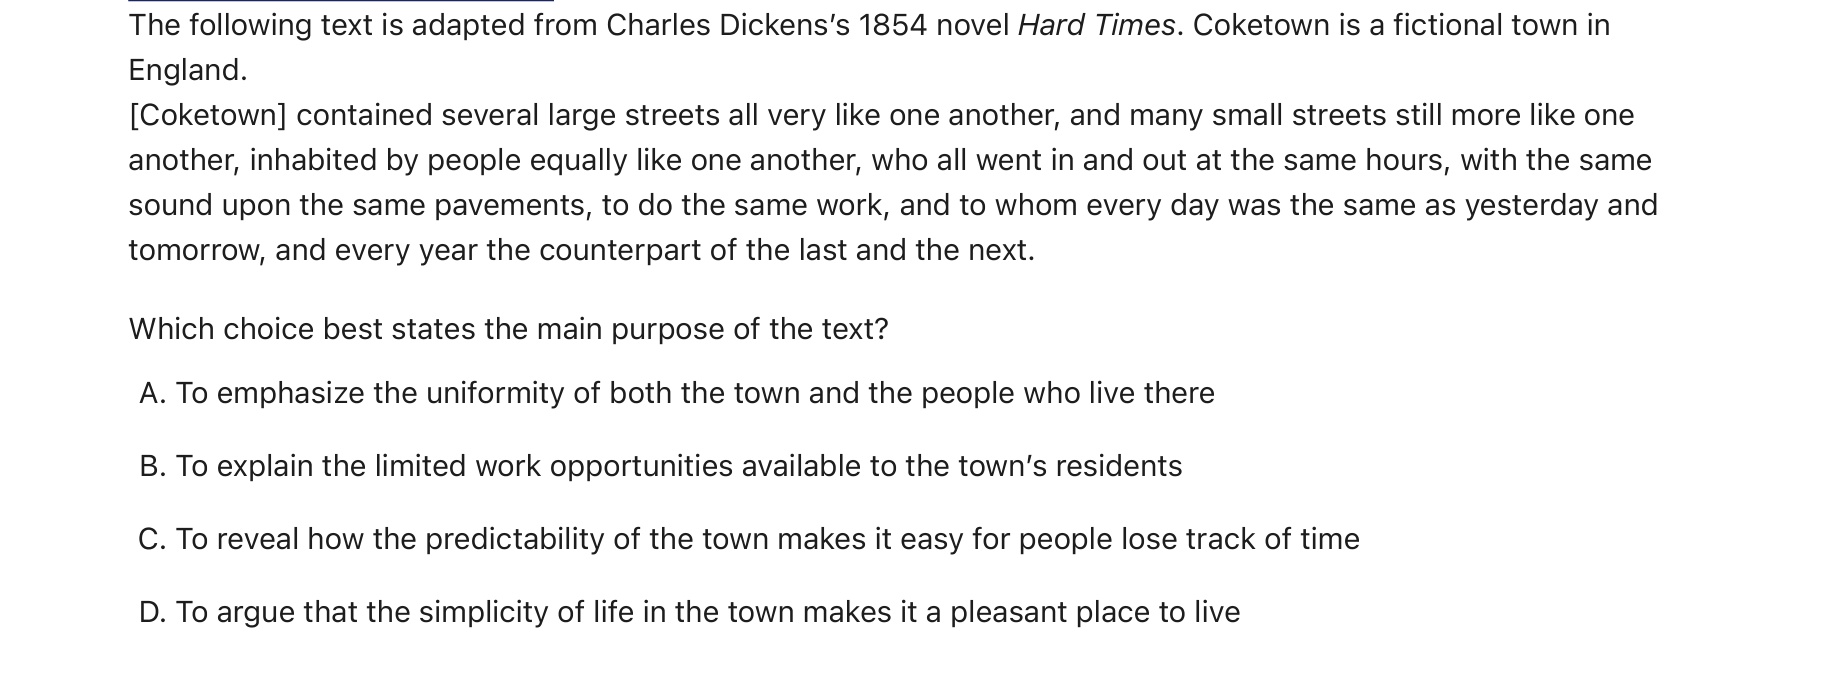 The following text is adapted from Charles Dickens’s 1854 novel Hard Times. Coketown is a fictional town in
England.
[Coketown] contained several large streets all very like one another, and many small streets still more like one
another, inhabited by people equally like one another, who all went in and out at the same hours, with the same
sound upon the same pavements, to do the same work, and to whom every day was the same as yesterday and
tomorrow, and every year the counterpart of the last and the next.
Which choice best states the main purpose of the text?
A. To emphasize the uniformity of both the town and the people who live there
B. To explain the limited work opportunities available to the town’s residents
C. To reveal how the predictability of the town makes it easy for people lose track of time
D. To argue that the simplicity of life in the town makes it a pleasant place to live